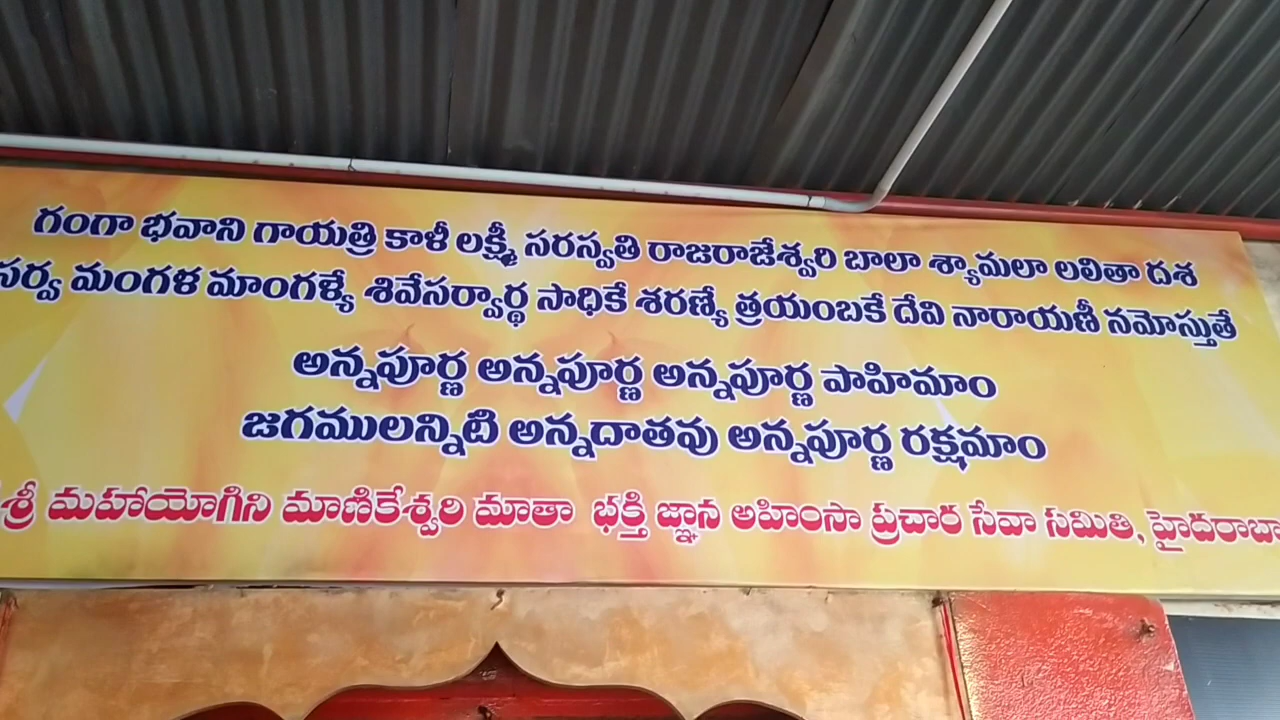 గంగా భవాని గాయత్రి కాళీ లక్ష్మీ సరస్వతి రాజరాజేశ్వరి బాలా శ్యామలా లలితా దశ
సర్వ మంగళ మాంగళ్యే శివేసర్వార్థ సాధికే శరణ్యే త్రయంబకే దేవి నారాయణీ నమోస్తుతే
అన్నపూర్ణ అన్నపూర్ణ అన్నపూర్ణ పాహిమాం
జగములన్నిటి అన్నదాతవు అన్నపూర్ణ రక్షమాం
శ్రీ మహాయోగిని మాణికేశ్వరి మాతా భక్తి జ్ఞాన అహింసా ప్రచార సేవా సమితి,